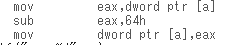 mov eax,dword ptr [a]
sub eax,64h
mov dword ptr [a],eax